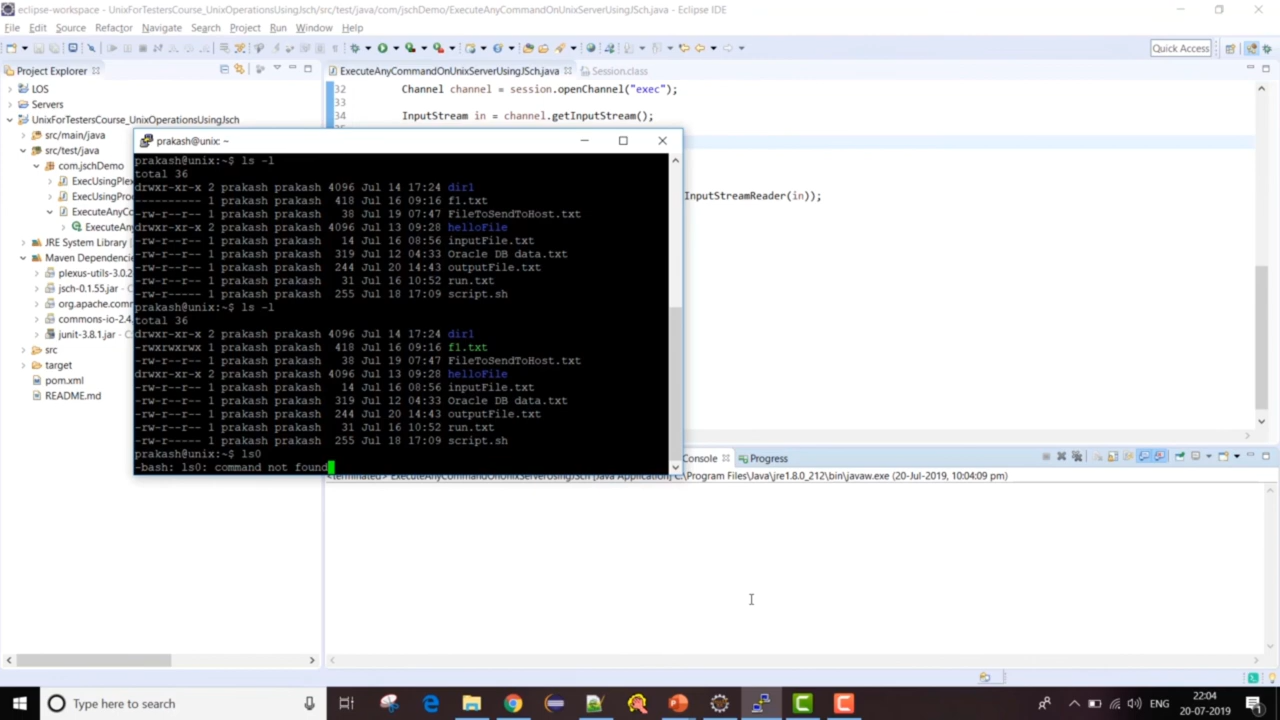 eclipse-workspace - UnixForTestersCourse_UnixOperationsUsingJsch/src/test/java/com/jschDemo/ExecuteAnyCommandOnUnixServerUsingJSch.java - Eclipse IDE
File Edit Source Refactor Navigate Search Project Run Window Help
Quick Access
Project Explorer
ExecuteAnyCommandOnUnixServerUsingJSch.java
Session.class
LOS
Servers
UnixForTestersCourse_UnixOperationsUsingJsch
src/main/java
src/test/java
com.jschDemo
ExecUsingPlex
ExecUsingPro
ExecuteAnyCo
ExecuteAn
JRE System Library [
Maven Dependenci
plexus-utils-3.0.2
jsch-0.1.55.jar -
org.apache.comm
commons-io-2.4.
junit-3.8.1.jar - C
src
target
pom.xml
README.md
32 Channel channel = session.openChannel("exec");
33
34 InputStream in = channel.getInputStream();
InputStreamReader(in));
prakash@unix: ~
prakash@unix:~$ ls -l
total 36
drwxr-xr-x 2 prakash prakash 4096 Jul 14 17:24 dir1
---------- 1 prakash prakash 418 Jul 16 09:16 f1.txt
-rw-r--r-- 1 prakash prakash 38 Jul 19 07:47 FileToSendToHost.txt
drwxr-xr-x 2 prakash prakash 4096 Jul 13 09:28 helloFile
-rw-r--r-- 1 prakash prakash 14 Jul 16 08:56 inputFile.txt
-rw-r--r-- 1 prakash prakash 319 Jul 12 04:33 Oracle DB data.txt
-rw-r--r-- 1 prakash prakash 244 Jul 20 14:43 outputFile.txt
-rw-r--r-- 1 prakash prakash 31 Jul 16 10:52 run.txt
-rw-r----- 1 prakash prakash 255 Jul 18 17:09 script.sh
prakash@unix:~$ ls -l
total 36
drwxr-xr-x 2 prakash prakash 4096 Jul 14 17:24 dir1
-rwxrwxrwx 1 prakash prakash 418 Jul 16 09:16 f1.txt
-rw-r--r-- 1 prakash prakash 38 Jul 19 07:47 FileToSendToHost.txt
drwxr-xr-x 2 prakash prakash 4096 Jul 13 09:28 helloFile
-rw-r--r-- 1 prakash prakash 14 Jul 16 08:56 inputFile.txt
-rw-r--r-- 1 prakash prakash 319 Jul 12 04:33 Oracle DB data.txt
-rw-r--r-- 1 prakash prakash 244 Jul 20 14:43 outputFile.txt
-rw-r--r-- 1 prakash prakash 31 Jul 16 10:52 run.txt
-rw-r----- 1 prakash prakash 255 Jul 18 17:09 script.sh
prakash@unix:~$ ls0
-bash: ls0: command not found
Console Progress
<terminated> ExecuteAnyCommandOnUnixServerUsingJSch [Java Application] C:\Program Files\Java\jre1.8.0_212\bin\javaw.exe (20-Jul-2019, 10:04:09 pm)
Type here to search
ENG
22:04
20-07-2019